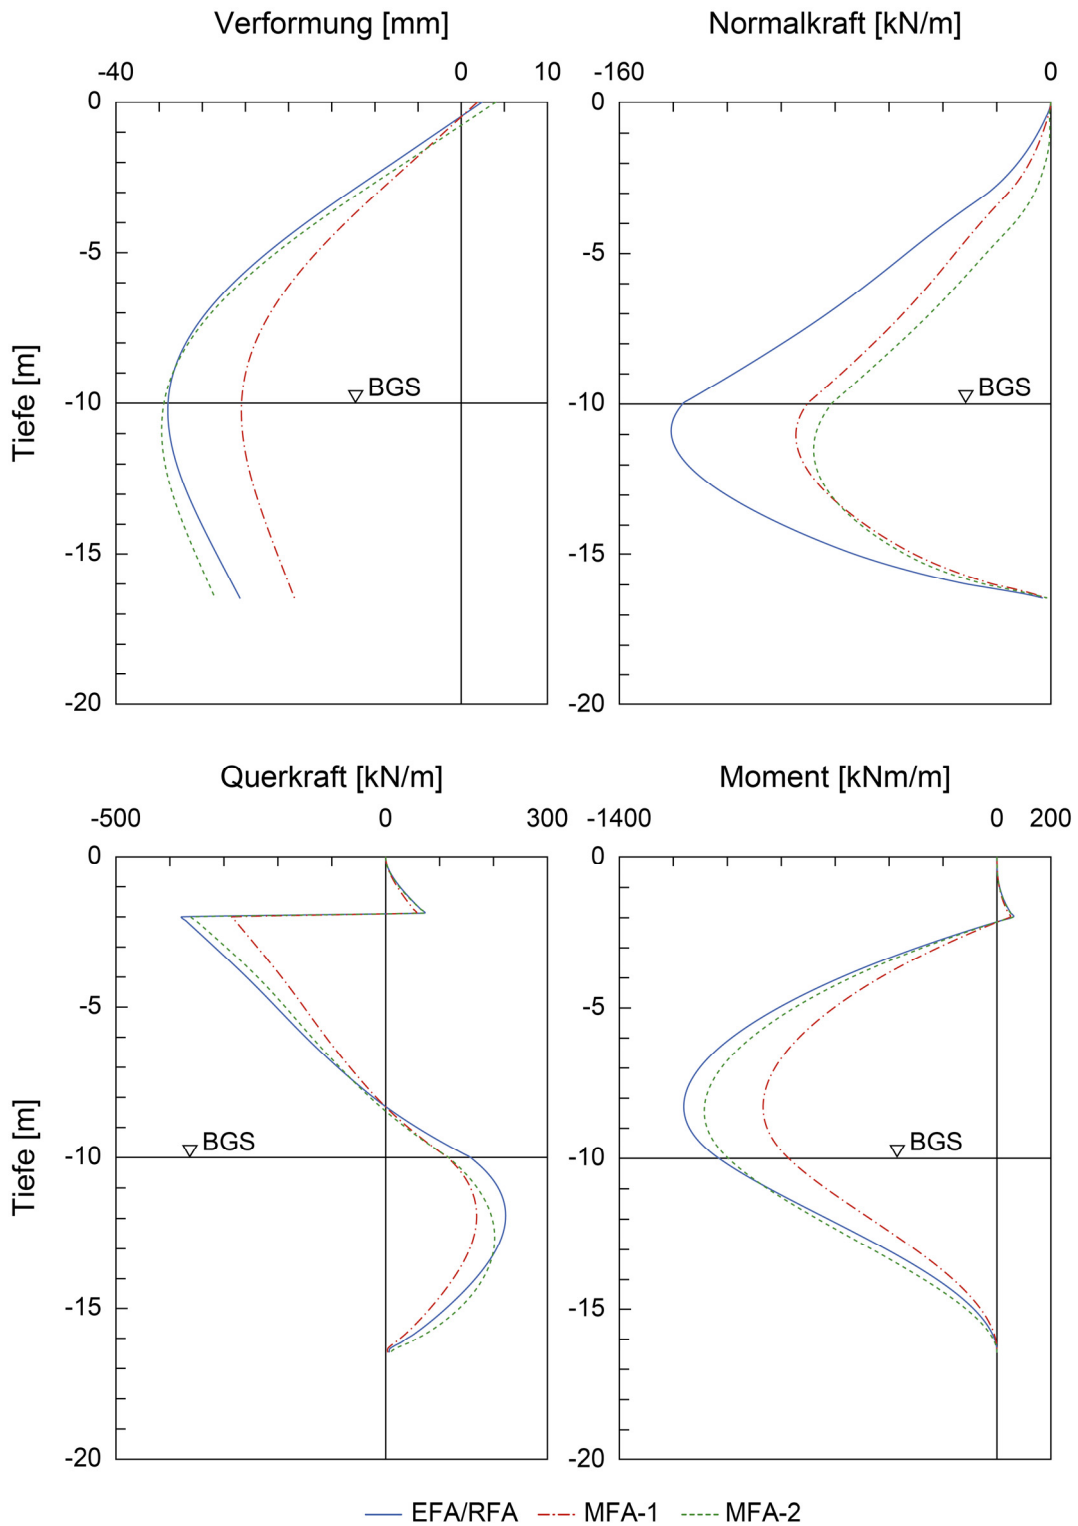 Verformung [mm]
Normalkraft [kN/m]
-40 0 10
-160 0
0
0
-5
-5
BGS
BGS
-10
-10
Tiefe [m]
-15
-15
-20
-20
Querkraft [kN/m]
Moment [kNm/m]
-500 0 300
-1400 0 200
0
0
-5
-5
BGS
BGS
-10
-10
Tiefe [m]
-15
-15
-20
-20
EFA/RFA MFA-1 MFA-2